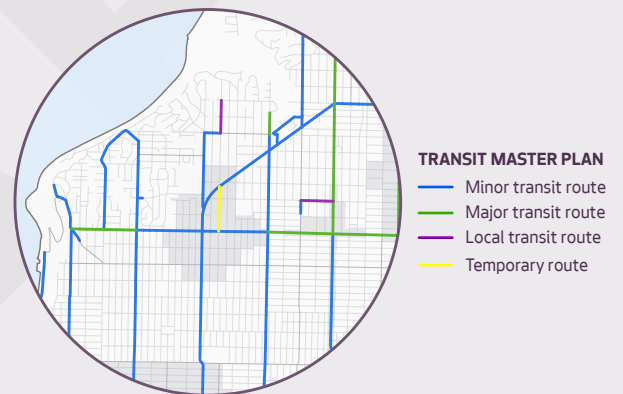 TRANSIT MASTER PLAN
Minor transit route
Major transit route
Local transit route
Temporary route